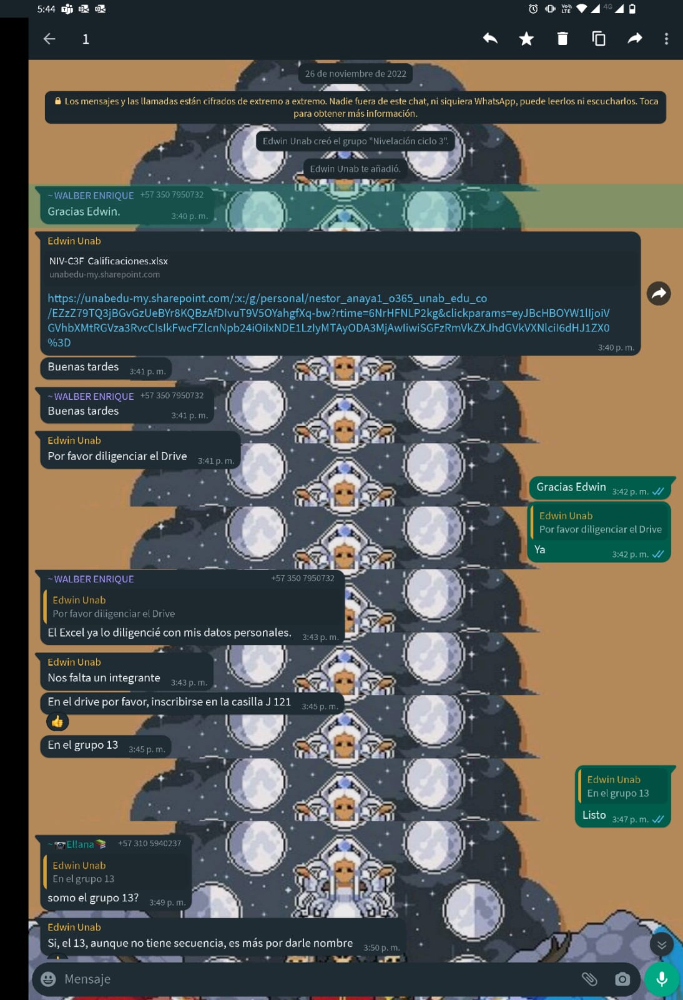 5:44
4G
VoLTE
1
26 de noviembre de 2022
Los mensajes y las llamadas están cifrados de extremo a extremo. Nadie fuera de este chat, ni siquiera WhatsApp, puede leerlos ni escucharlos. Toca
para obtener más información.
Edwin Unab creó el grupo "Nivelación ciclo 3".
Edwin Unab te añadió.
~WALBER ENRIQUE +57 350 7950732
Gracias Edwin. 3:40 p. m.
Edwin Unab
NIV-C3F Calificaciones.xlsx
unabedu-my.sharepoint.com
https://unabedu-my.sharepoint.com/:x:/g/personal/nestor_anaya1_o365_unab_edu_co
/EZzZ79TQ3jBGvGzUeBYr8KQBzAfDIvuT9V5OYahgfXq-bw?rtime=6NrHFNLP2kg&clickparams=eyJBcHBOYW1lIjoiV
GVhbXMtRGVza3RvcCIsIkFwcFZlcnNpb24iOiIxNDE1LzIyMTAyODA3MjAwIiwiSGFzRmVkZXJhdGVkVXNlciI6dHJ1ZX0
%3D 3:40 p. m.
Buenas tardes 3:41 p. m.
~WALBER ENRIQUE +57 350 7950732
Buenas tardes 3:41 p. m.
Edwin Unab
Por favor diligenciar el Drive 3:41 p. m.
Gracias Edwin 3:42 p. m.
Edwin Unab
Por favor diligenciar el Drive
Ya 3:42 p. m.
~WALBER ENRIQUE +57 350 7950732
Edwin Unab
Por favor diligenciar el Drive
El Excel ya lo diligencié con mis datos personales. 3:43 p. m.
Edwin Unab
Nos falta un integrante 3:43 p. m.
En el drive por favor, inscribirse en la casilla J 121 3:45 p. m.
En el grupo 13 3:45 p. m.
Edwin Unab
En el grupo 13
Listo 3:47 p. m.
~📷El!ana📚 +57 310 5940237
Edwin Unab
En el grupo 13
somo el grupo 13? 3:49 p. m.
Edwin Unab
Si, el 13, aunque no tiene secuencia, es más por darle nombre 3:50 p. m.
Mensaje